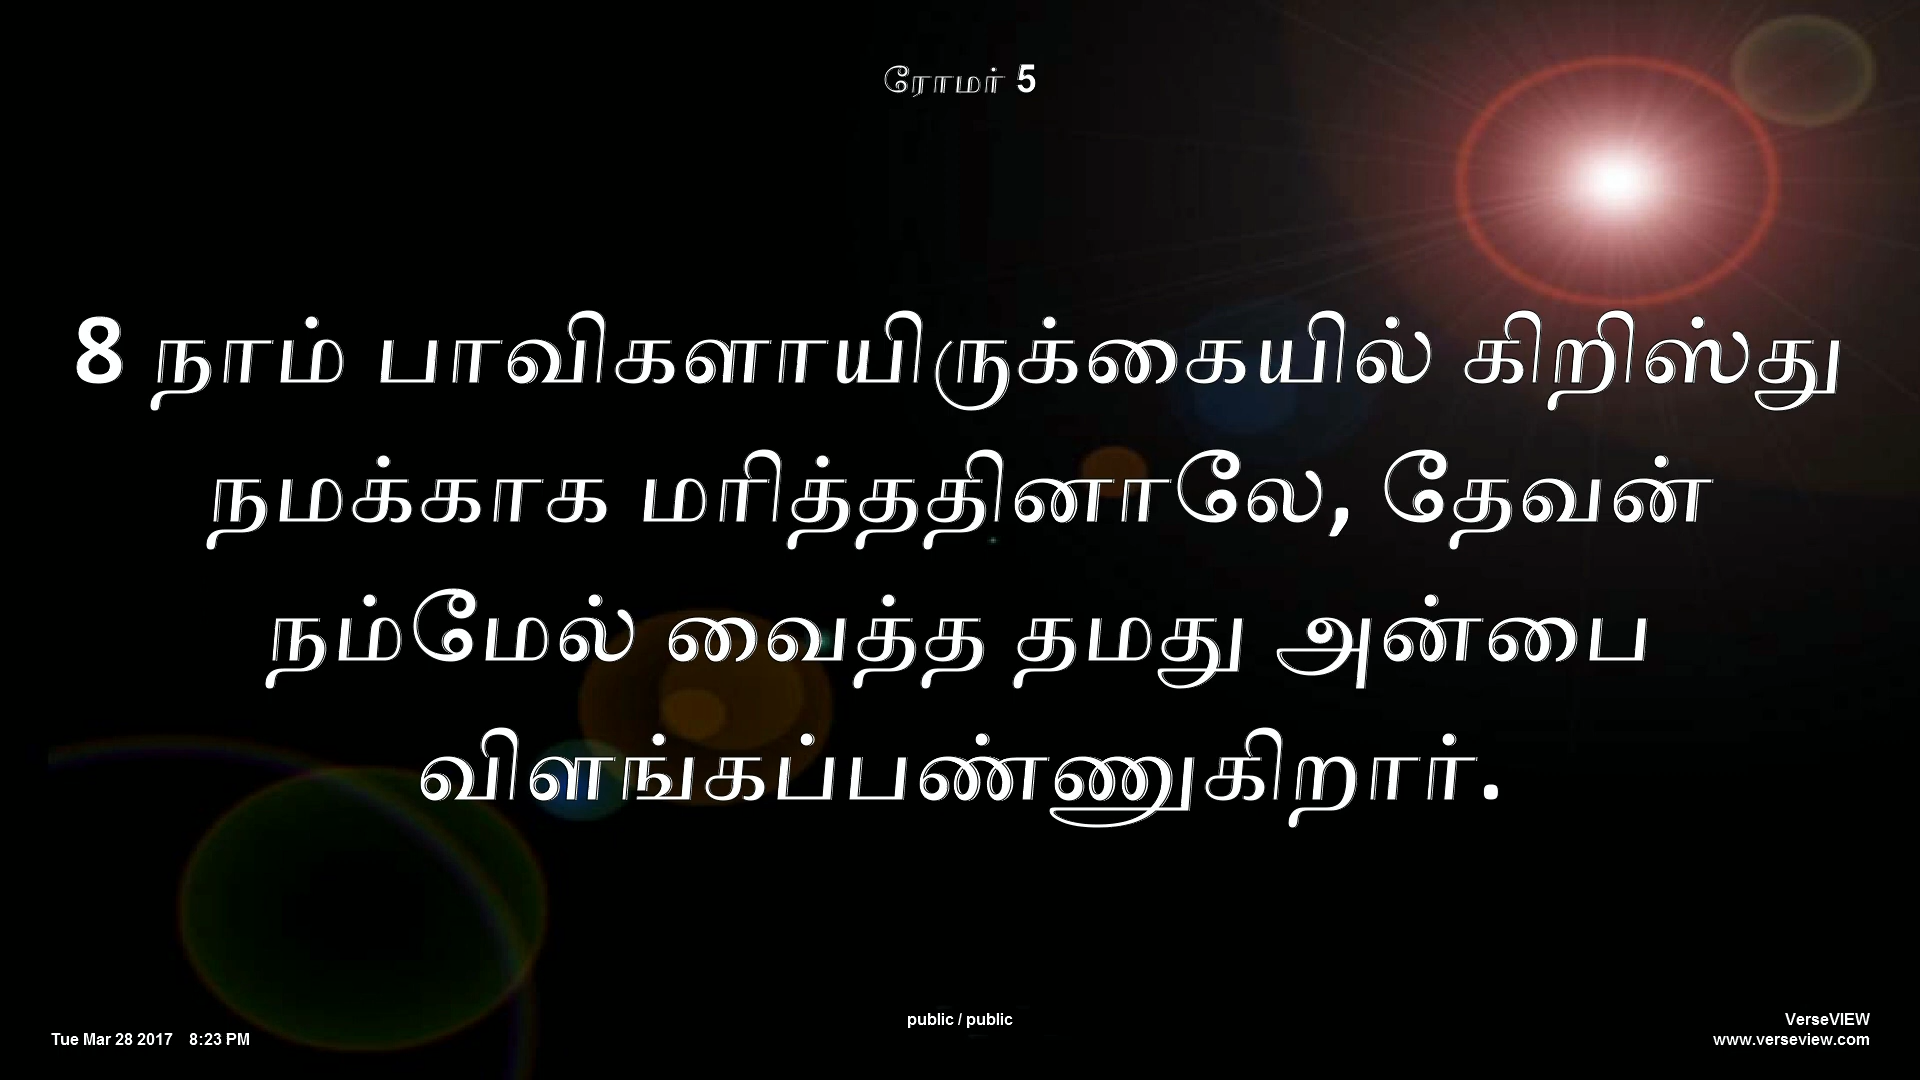 ரோமர் 5
8 நாம் பாவிகளாயிருக்கையில் கிறிஸ்து
நமக்காக மரித்ததினாலே, தேவன்
நம்மேல் வைத்த தமது அன்பை
விளங்கப்பண்ணுகிறார்.
public / public
VerseVIEW
Tue Mar 28 2017 8:23 PM
www.verseview.com